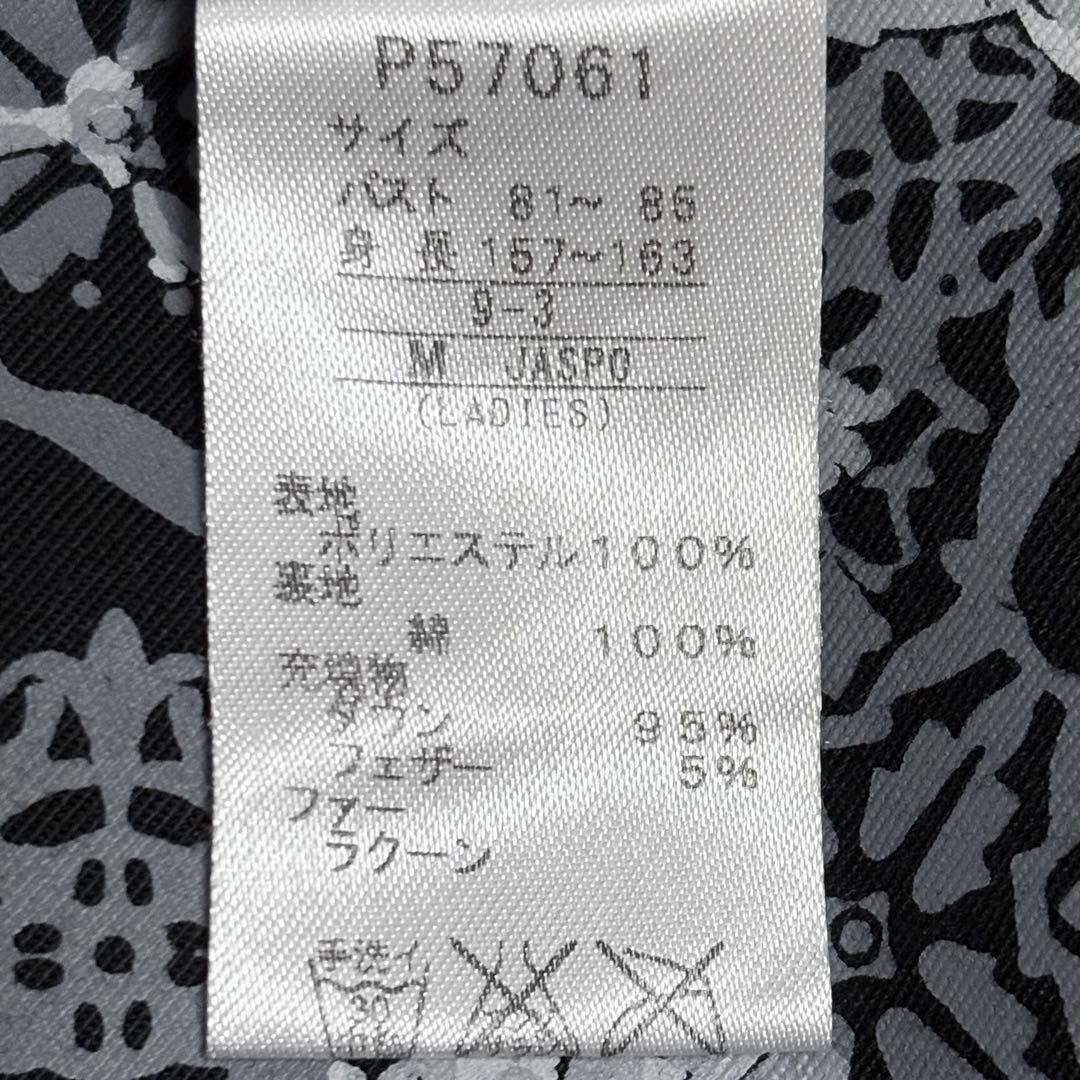 P57061
サイズ
バスト 81～ 85
身 長 157～163
9-3
M JASPO
(LADIES)
表地
ポリエステル100%
裏地
綿 100%
充填物
ダウン 95%
フェザー 5%
ファー
ラクーン
手洗イ
30